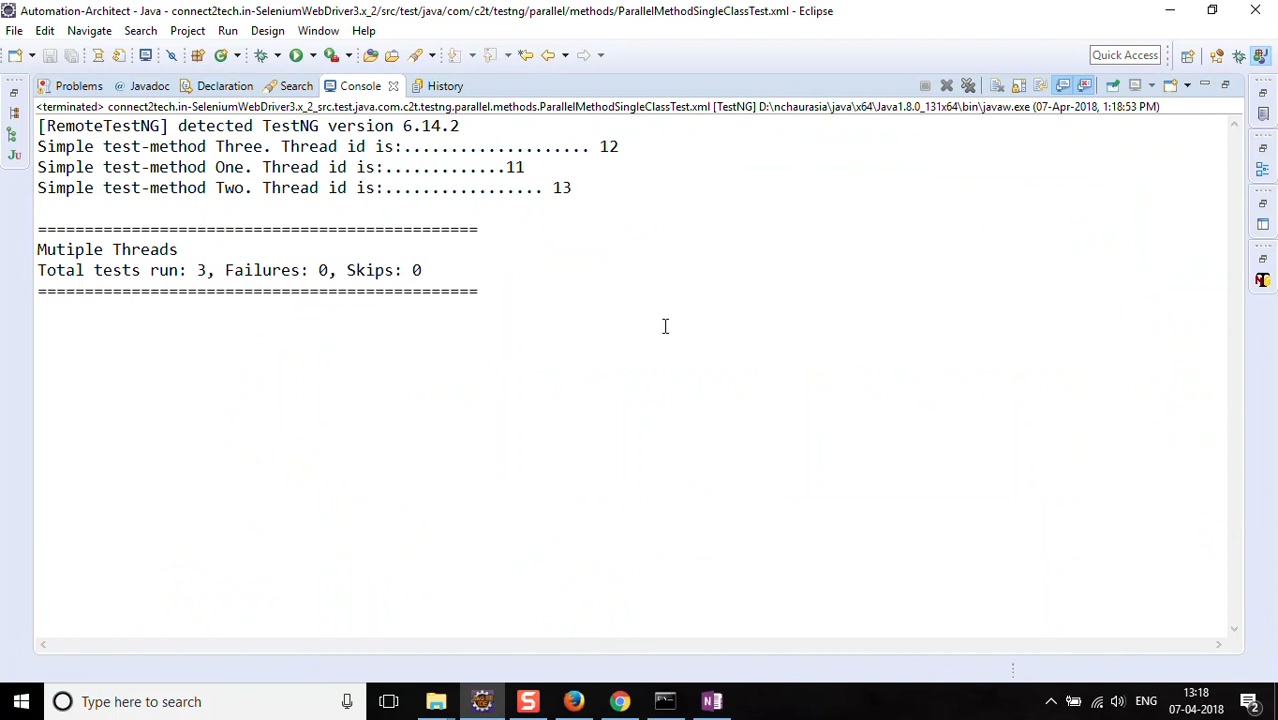 Automation-Architect - Java - connect2tech.in-SeleniumWebDriver3.x_2/src/test/java/com/c2t/testng/parallel/methods/ParallelMethodSingleClassTest.xml - Eclipse
File Edit Navigate Search Project Run Design Window Help
Quick Access
Problems @ Javadoc Declaration Search Console History
<terminated> connect2tech.in-SeleniumWebDriver3.x_2_src.test.java.com.c2t.testng.parallel.methods.ParallelMethodSingleClassTest.xml [TestNG] D:\nchaurasia\java\x64\Java1.8.0_131x64\bin\javaw.exe (07-Apr-2018, 1:18:53 PM)
[RemoteTestNG] detected TestNG version 6.14.2
Simple test-method Three. Thread id is:.................... 12
Simple test-method One. Thread id is:.............11
Simple test-method Two. Thread id is:................. 13
===============================================
Mutiple Threads
Total tests run: 3, Failures: 0, Skips: 0
===============================================
Type here to search
ENG
13:18
07-04-2018
2